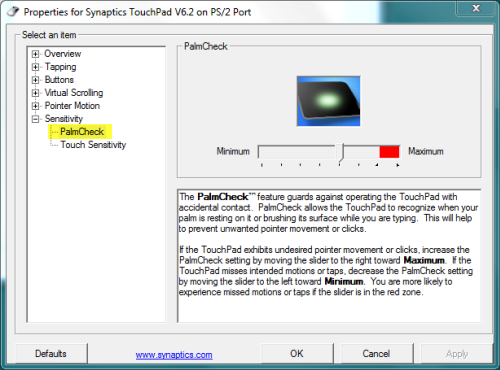 Properties for Synaptics TouchPad V6.2 on PS/2 Port
Select an item
Overview
Tapping
Buttons
Virtual Scrolling
Pointer Motion
Sensitivity
PalmCheck
Touch Sensitivity
PalmCheck
Minimum
Maximum
The PalmCheck™ feature guards against operating the TouchPad with
accidental contact. PalmCheck allows the TouchPad to recognize when your
palm is resting on it or brushing its surface while you are typing. This will help
to prevent unwanted pointer movement or clicks.
If the TouchPad exhibits undesired pointer movement or clicks, increase the
PalmCheck setting by moving the slider to the right toward Maximum. If the
TouchPad misses intended motions or taps, decrease the PalmCheck setting
by moving the slider to the left toward Minimum. You are more likely to
experience missed motions or taps if the slider is in the red zone.
Defaults
www.synaptics.com
OK
Cancel
Apply